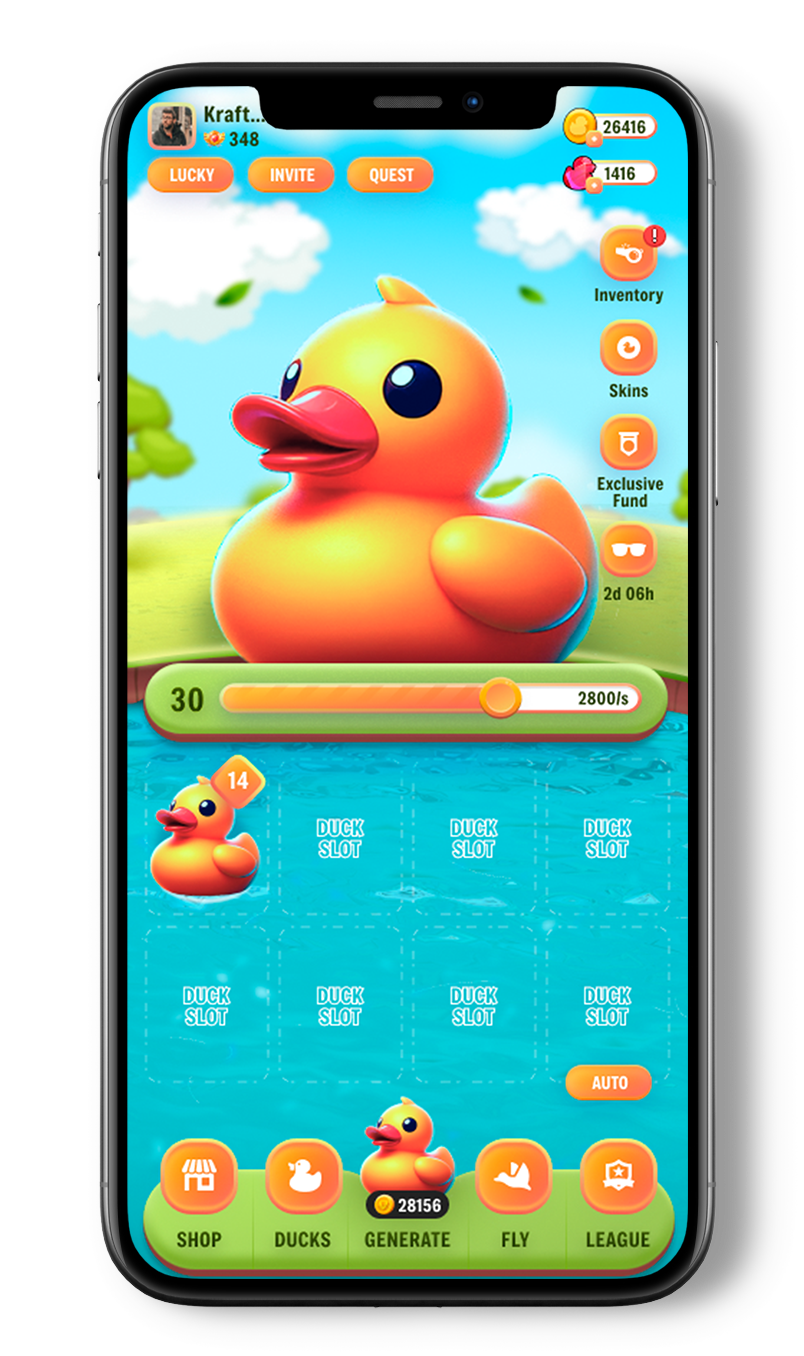 Kraft...
348
26416
1416
LUCKY
INVITE
QUEST
!
Inventory
Skins
Exclusive
Fund
2d 06h
30
2800/s
14
DUCK
SLOT
DUCK
SLOT
DUCK
SLOT
DUCK
SLOT
DUCK
SLOT
DUCK
SLOT
DUCK
SLOT
AUTO
28156
SHOP
DUCKS
GENERATE
FLY
LEAGUE